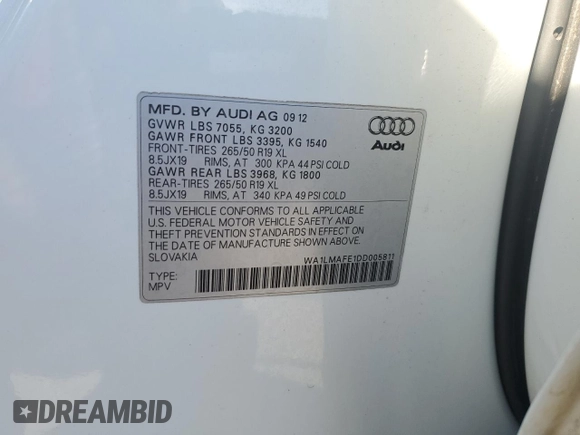 MFD. BY AUDI AG 09 12
GVWR LBS 7055, KG 3200
GAWR FRONT LBS 3395, KG 1540
FRONT-TIRES 265/50 R19 XL
8.5JX19 RIMS, AT 300 KPA 44 PSI COLD
GAWR REAR LBS 3968, KG 1800
REAR-TIRES 265/50 R19 XL
8.5JX19 RIMS, AT 340 KPA 49 PSI COLD
Audi
THIS VEHICLE CONFORMS TO ALL APPLICABLE
U.S. FEDERAL MOTOR VEHICLE SAFETY AND
THEFT PREVENTION STANDARDS IN EFFECT ON
THE DATE OF MANUFACTURE SHOWN ABOVE.
SLOVAKIA
WA1LMAFE1DD005811
TYPE:
MPV
DREAMBID